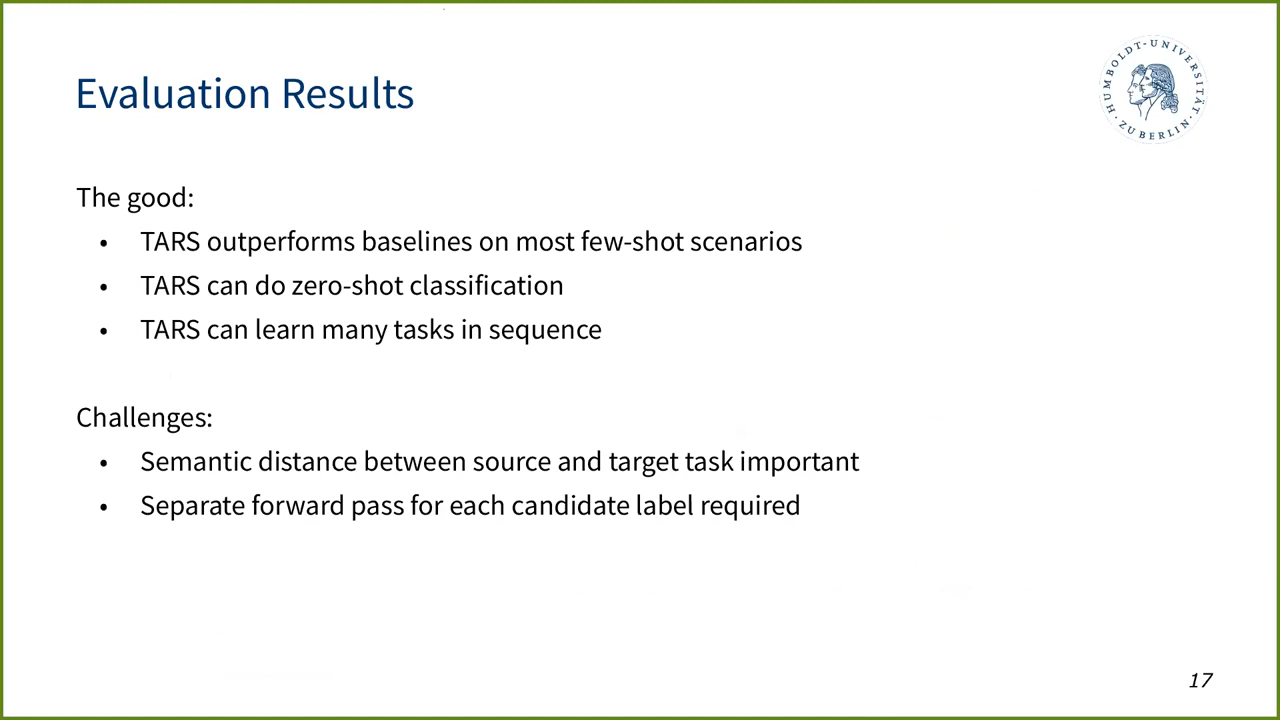 Evaluation Results
HUMBOLDT-UNIVERSITÄT · ZU BERLIN ·
The good:
• TARS outperforms baselines on most few-shot scenarios
• TARS can do zero-shot classification
• TARS can learn many tasks in sequence
Challenges:
• Semantic distance between source and target task important
• Separate forward pass for each candidate label required
17